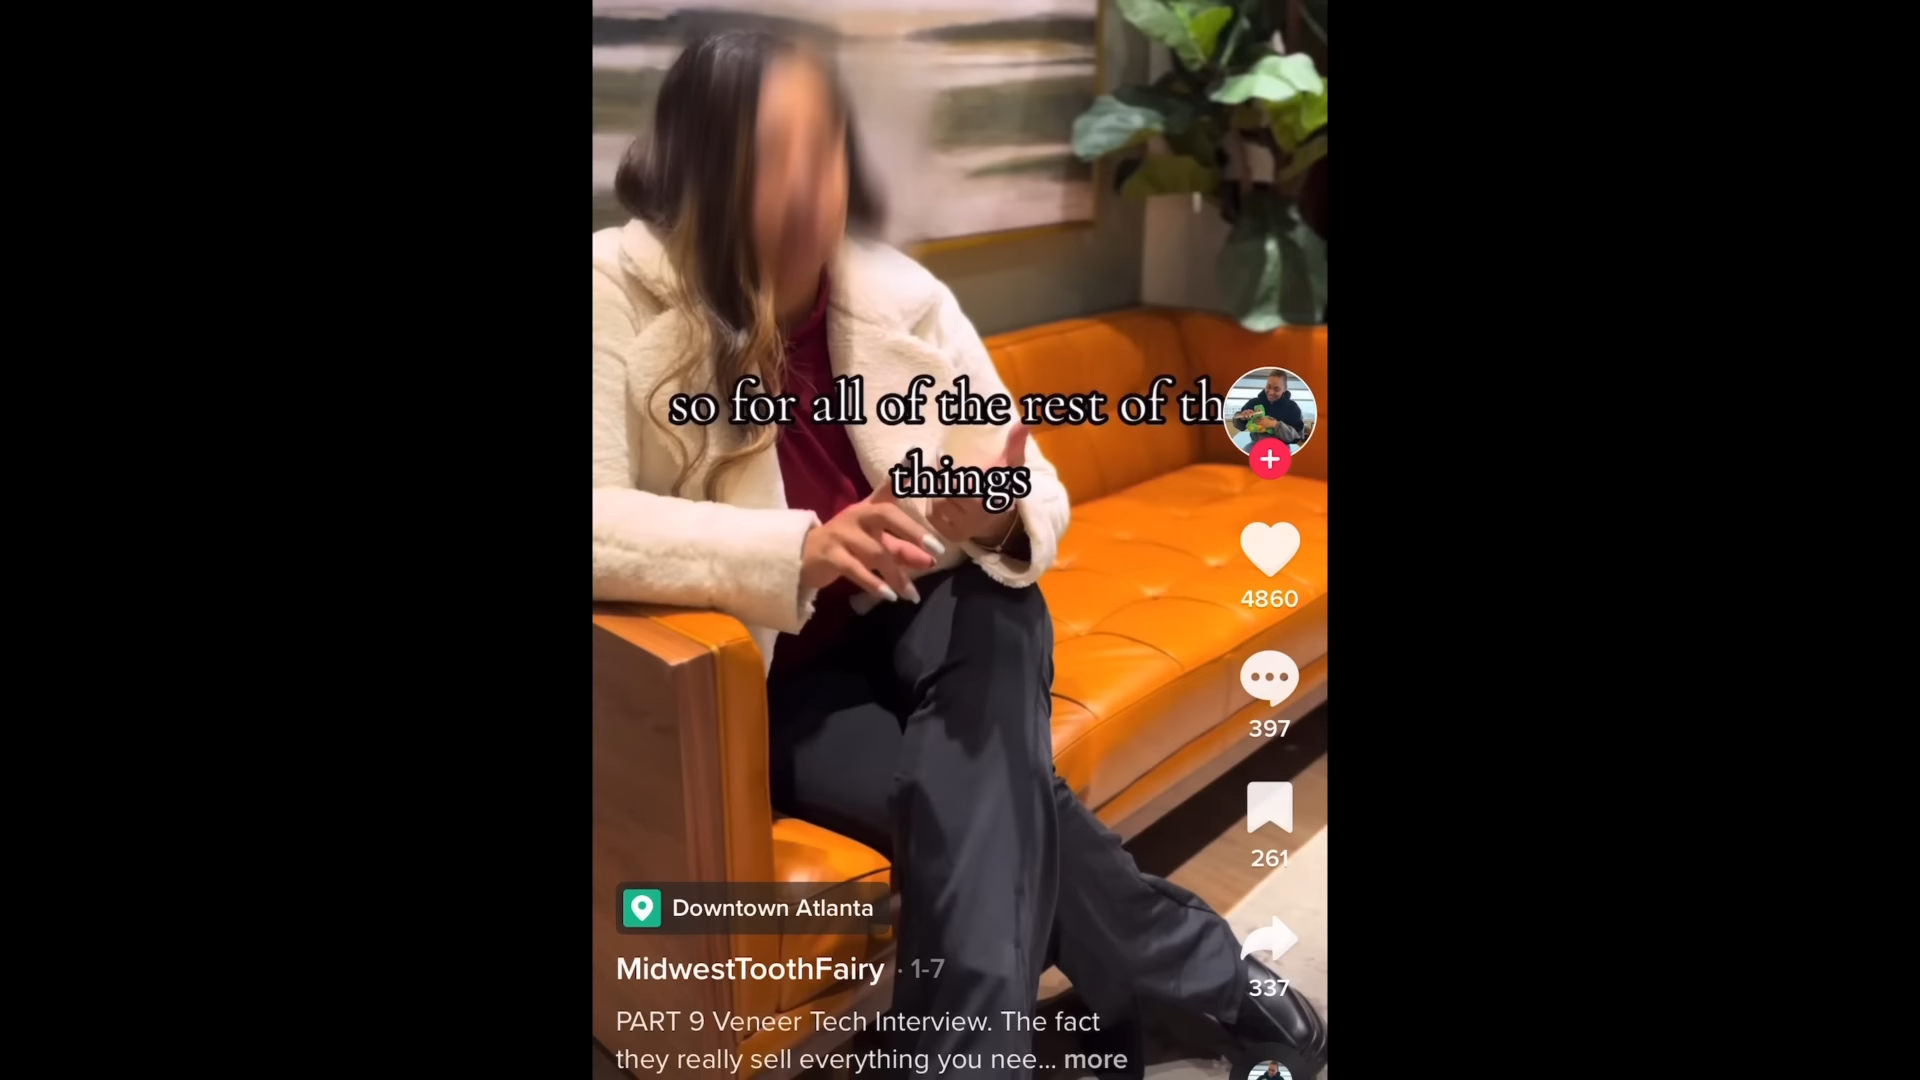 so for all of the rest of th
things
4860
397
261
337
Downtown Atlanta
MidwestToothFairy · 1-7
PART 9 Veneer Tech Interview. The fact
they really sell everything you nee... more